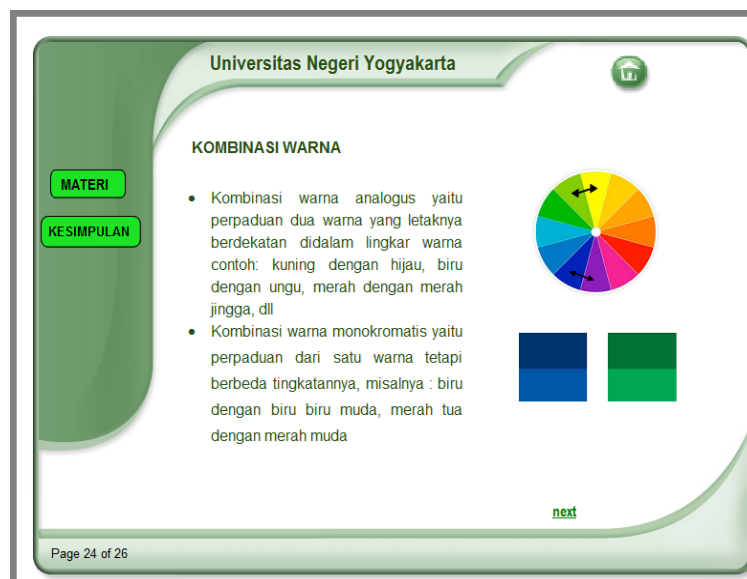 Universitas Negeri Yogyakarta
KOMBINASI WARNA
MATERI
KESIMPULAN
• Kombinasi warna analogus yaitu
perpaduan dua warna yang letaknya
berdekatan didalam lingkar warna
contoh: kuning dengan hijau, biru
dengan ungu, merah dengan merah
jingga, dll
• Kombinasi warna monokromatis yaitu
perpaduan dari satu warna tetapi
berbeda tingkatannya, misalnya : biru
dengan biru biru muda, merah tua
dengan merah muda
next
Page 24 of 26